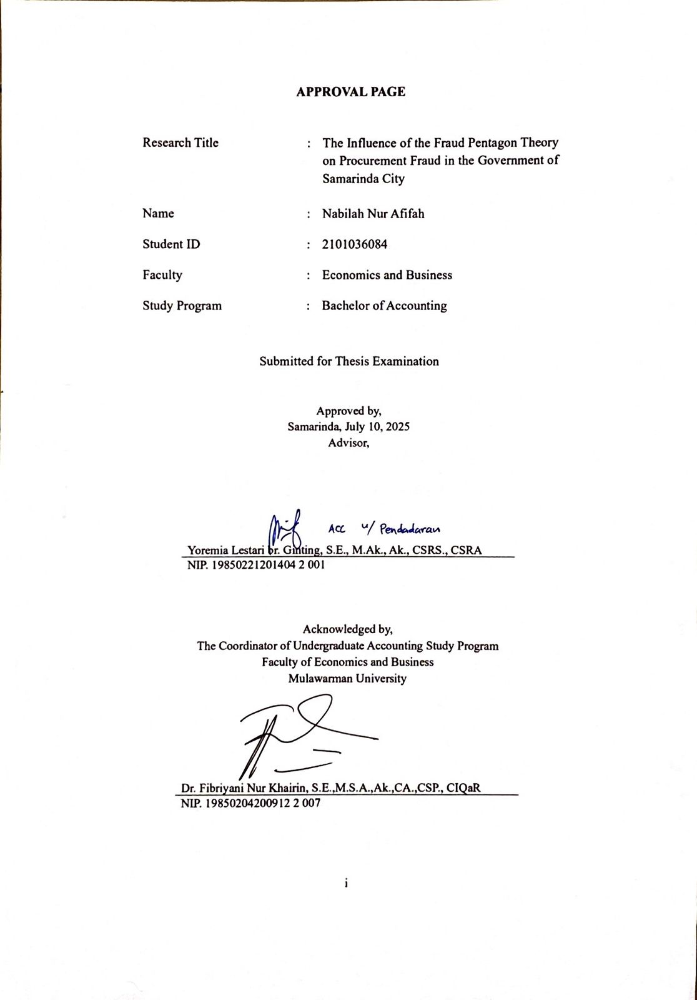 APPROVAL PAGE
Research Title : The Influence of the Fraud Pentagon Theory
on Procurement Fraud in the Government of
Samarinda City
Name : Nabilah Nur Afifah
Student ID : 2101036084
Faculty : Economics and Business
Study Program : Bachelor of Accounting
Submitted for Thesis Examination
Approved by,
Samarinda, July 10, 2025
Advisor,
ACC u/ Pendadaran
Yoremia Lestari br. Ginting, S.E., M.Ak., Ak., CSRS., CSRA
NIP. 19850221201404 2 001
Acknowledged by,
The Coordinator of Undergraduate Accounting Study Program
Faculty of Economics and Business
Mulawarman University
Dr. Fibriyani Nur Khairin, S.E.,M.S.A.,Ak.,CA.,CSP., CIQaR
NIP. 19850204200912 2 007
i